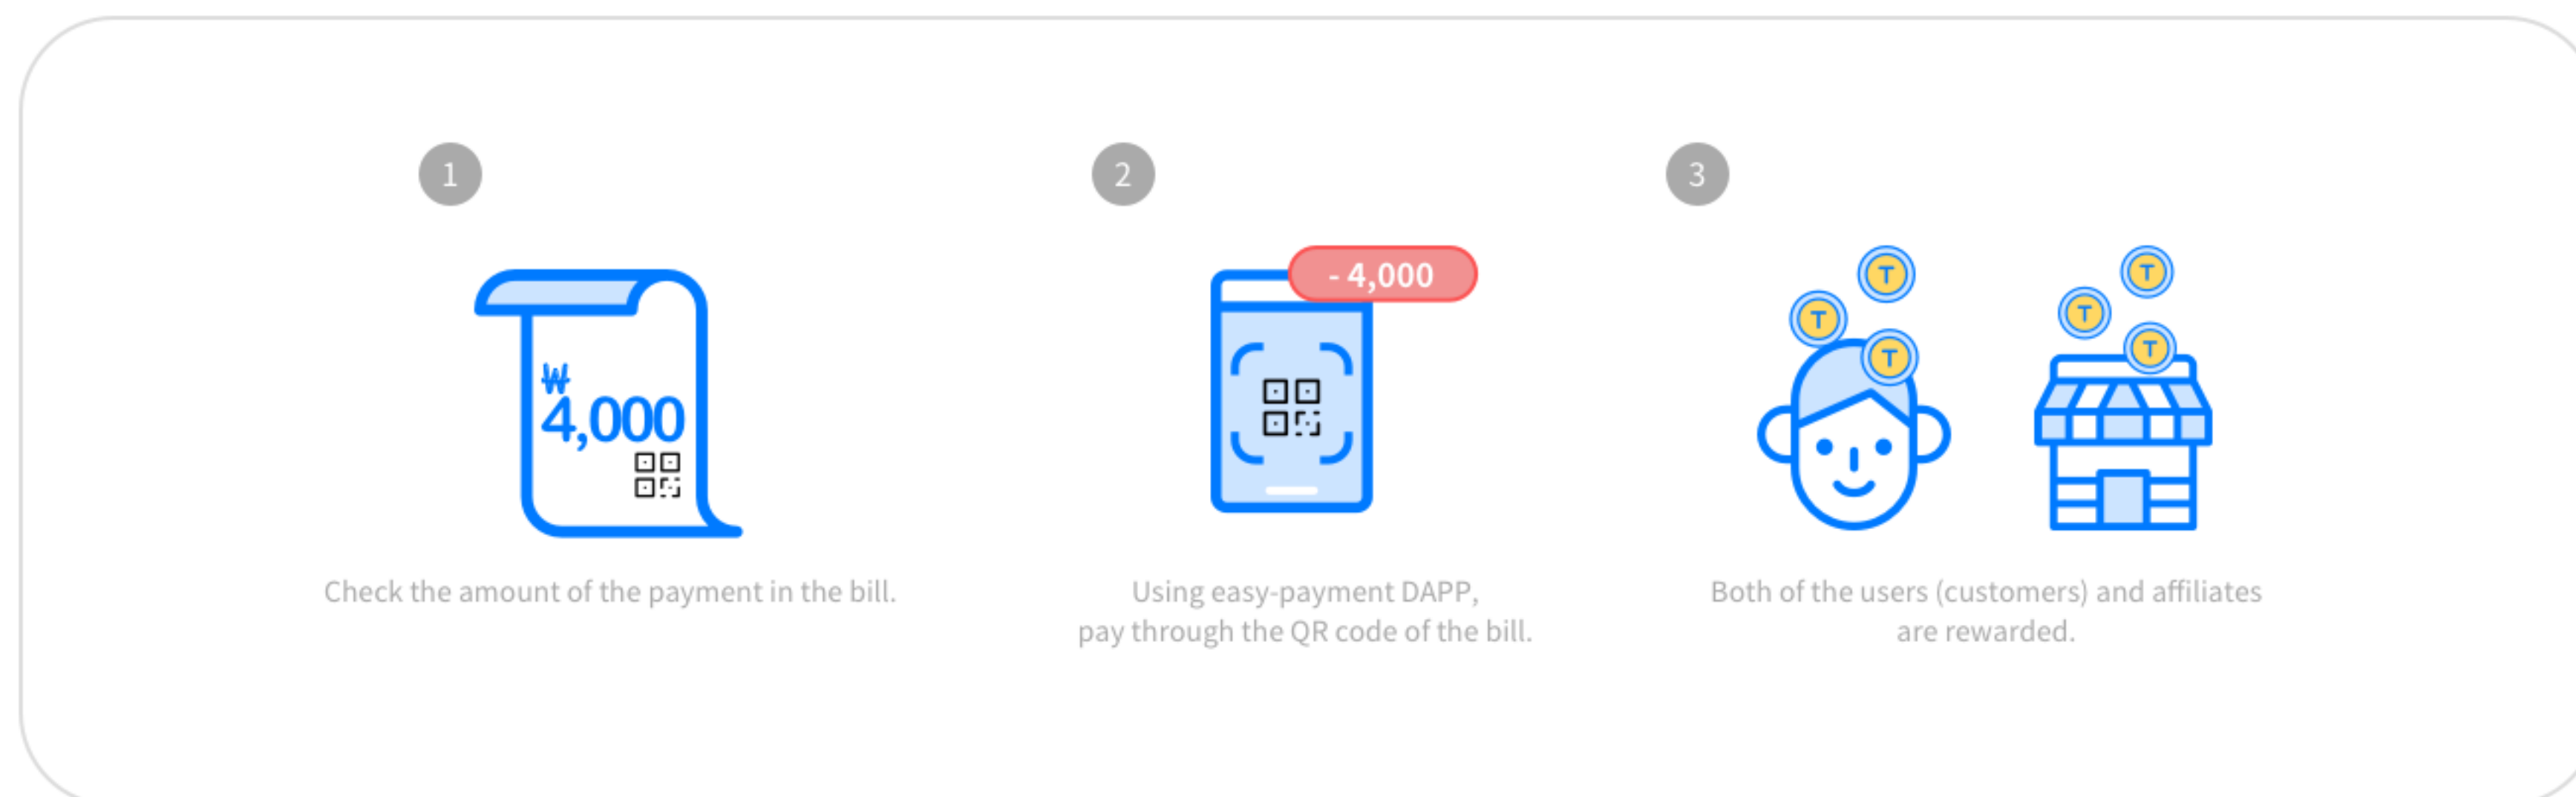 1
₩
4,000
Check the amount of the payment in the bill.
2
- 4,000
Using easy-payment DAPP,
pay through the QR code of the bill.
3
T
T
T
T
T
T
Both of the users (customers) and affiliates
are rewarded.